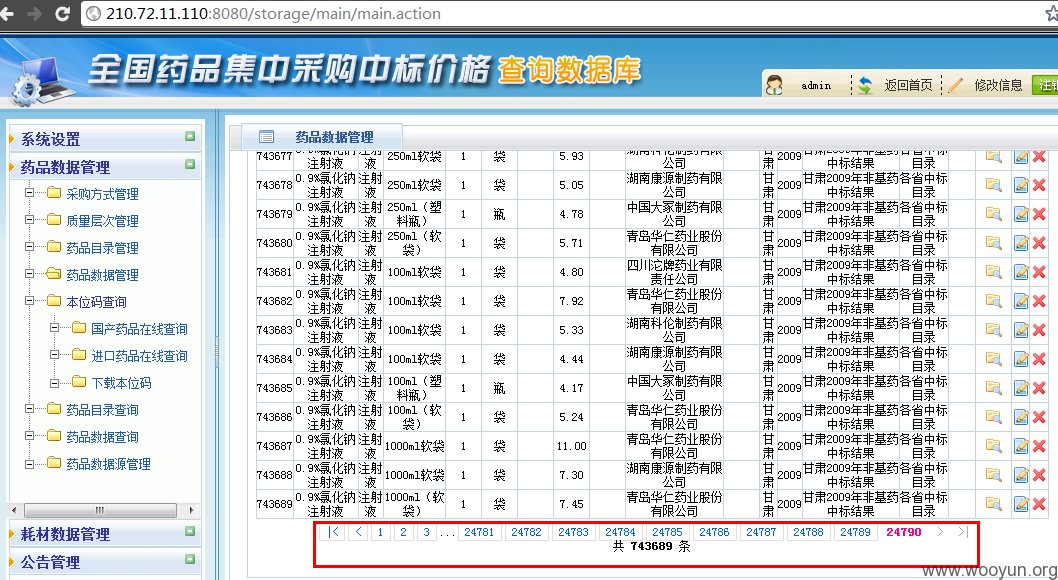 210.72.11.110:8080/storage/main/main.action
全国药品集中采购中标价格 查询数据库
admin 返回首页 修改信息 注销
系统设置
药品数据管理
采购方式管理
质量层次管理
药品目录管理
药品数据管理
本位码查询
国产药品在线查询
进口药品在线查询
下载本位码
药品目录查询
药品数据查询
药品数据源管理
耗材数据管理
公告管理
药品数据管理
743677 0.9%氯化钠注射液 注射液 250ml软袋 1 袋 5.93 湖南科伦制药有限公司 甘肃 2009 甘肃2009年非基药各省中标中标结果 目录
743678 0.9%氯化钠注射液 注射液 250ml软袋 1 袋 5.05 湖南康源制药有限公司 甘肃 2009 甘肃2009年非基药各省中标中标结果 目录
743679 0.9%氯化钠注射液 注射液 250ml（塑料瓶） 1 瓶 4.78 中国大冢制药有限公司 甘肃 2009 甘肃2009年非基药各省中标中标结果 目录
743680 0.9%氯化钠注射液 注射液 250ml（软袋） 1 袋 5.71 青岛华仁药业股份有限公司 甘肃 2009 甘肃2009年非基药各省中标中标结果 目录
743681 0.9%氯化钠注射液 注射液 100ml软袋 1 袋 4.80 四川沱牌药业有限责任公司 甘肃 2009 甘肃2009年非基药各省中标中标结果 目录
743682 0.9%氯化钠注射液 注射液 100ml软袋 1 袋 7.92 青岛华仁药业股份有限公司 甘肃 2009 甘肃2009年非基药各省中标中标结果 目录
743683 0.9%氯化钠注射液 注射液 100ml软袋 1 袋 5.33 湖南科伦制药有限公司 甘肃 2009 甘肃2009年非基药各省中标中标结果 目录
743684 0.9%氯化钠注射液 注射液 100ml软袋 1 袋 4.44 湖南康源制药有限公司 甘肃 2009 甘肃2009年非基药各省中标中标结果 目录
743685 0.9%氯化钠注射液 注射液 100ml（塑料瓶） 1 瓶 4.17 中国大冢制药有限公司 甘肃 2009 甘肃2009年非基药各省中标中标结果 目录
743686 0.9%氯化钠注射液 注射液 100ml（软袋） 1 袋 5.24 青岛华仁药业股份有限公司 甘肃 2009 甘肃2009年非基药各省中标中标结果 目录
743687 0.9%氯化钠注射液 注射液 1000ml软袋 1 袋 11.00 青岛华仁药业股份有限公司 甘肃 2009 甘肃2009年非基药各省中标中标结果 目录
743688 0.9%氯化钠注射液 注射液 1000ml软袋 1 袋 7.30 湖南康源制药有限公司 甘肃 2009 甘肃2009年非基药各省中标中标结果 目录
743689 0.9%氯化钠注射液 注射液 1000ml（软袋） 1 袋 7.45 青岛华仁药业股份有限公司 甘肃 2009 甘肃2009年非基药各省中标中标结果 目录
|< < 1 2 3 ... 24781 24782 24783 24784 24785 24786 24787 24788 24789 24790 > >|
共 743689 条
www.wooyun.org